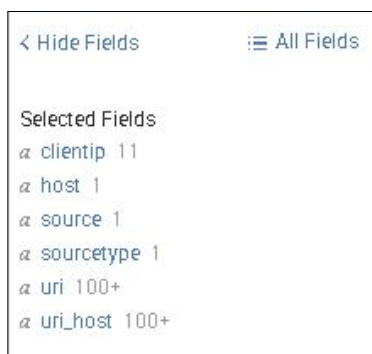 < Hide Fields All Fields
Selected Fields
a clientip 11
a host 1
a source 1
a sourcetype 1
a uri 100+
a uri_host 100+